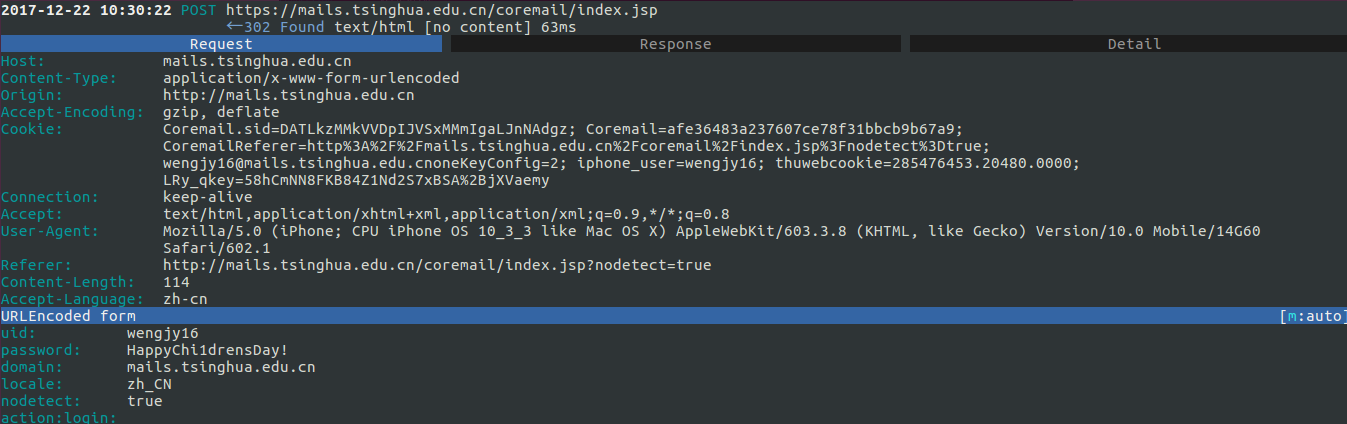 2017-12-22 10:30:22 POST https://mails.tsinghua.edu.cn/coremail/index.jsp
←302 Found text/html [no content] 63ms
Request Response Detail
Host: mails.tsinghua.edu.cn
Content-Type: application/x-www-form-urlencoded
Origin: http://mails.tsinghua.edu.cn
Accept-Encoding: gzip, deflate
Cookie: Coremail.sid=DATLkzMMkVVDpIJVSxMMmIgaLJnNAdgz; Coremail=afe36483a237607ce78f31bbcb9b67a9;
CoremailReferer=http%3A%2F%2Fmails.tsinghua.edu.cn%2Fcoremail%2Findex.jsp%3Fnodetect%3Dtrue;
wengjy16@mails.tsinghua.edu.cnoneKeyConfig=2; iphone_user=wengjy16; thuwebcookie=285476453.20480.0000;
LRy_qkey=58hCmNN8FKB84Z1Nd2S7xBSA%2BjXVaemy
Connection: keep-alive
Accept: text/html,application/xhtml+xml,application/xml;q=0.9,*/*;q=0.8
User-Agent: Mozilla/5.0 (iPhone; CPU iPhone OS 10_3_3 like Mac OS X) AppleWebKit/603.3.8 (KHTML, like Gecko) Version/10.0 Mobile/14G60
Safari/602.1
Referer: http://mails.tsinghua.edu.cn/coremail/index.jsp?nodetect=true
Content-Length: 114
Accept-Language: zh-cn
URLEncoded form [m:auto]
uid: wengjy16
password: HappyChi1drensDay!
domain: mails.tsinghua.edu.cn
locale: zh_CN
nodetect: true
action:login: